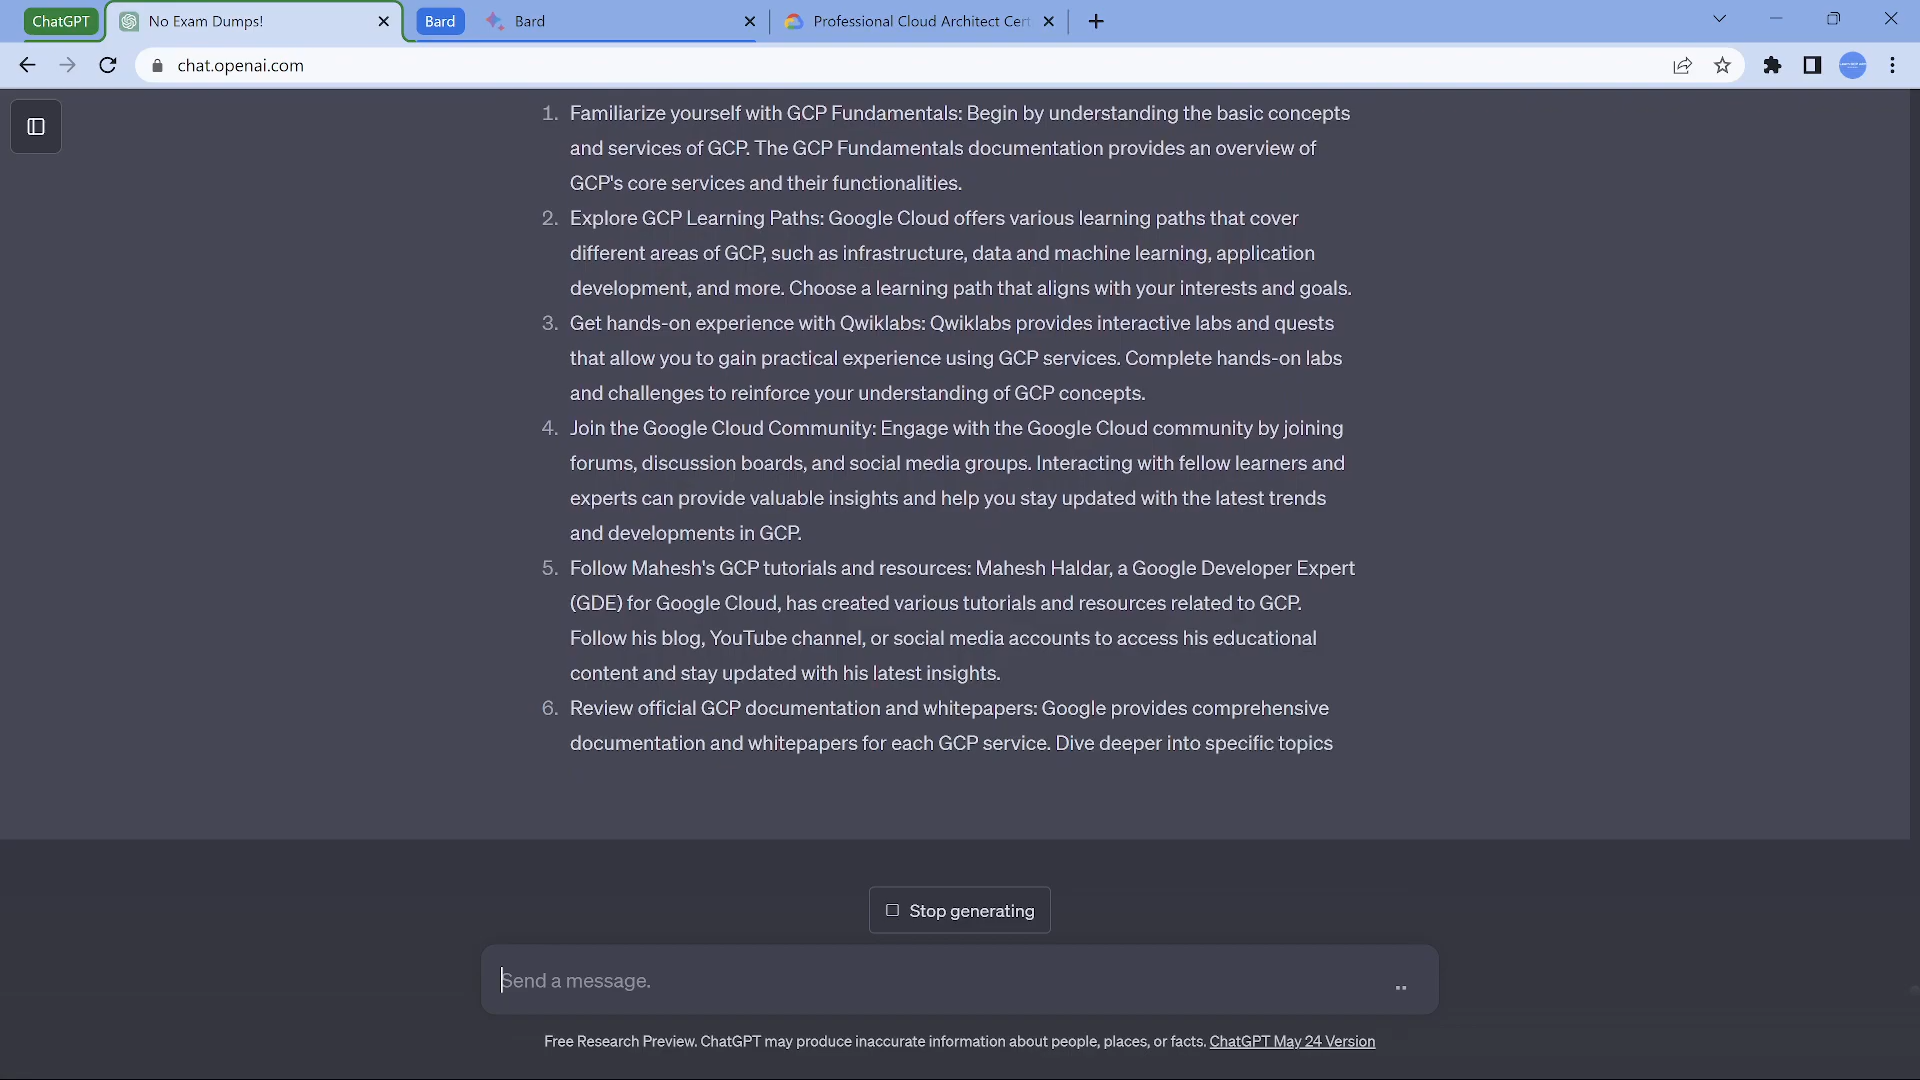 ChatGPT
No Exam Dumps!
Bard
Bard
Professional Cloud Architect Cert
chat.openai.com
1. Familiarize yourself with GCP Fundamentals: Begin by understanding the basic concepts
and services of GCP. The GCP Fundamentals documentation provides an overview of
GCP's core services and their functionalities.
2. Explore GCP Learning Paths: Google Cloud offers various learning paths that cover
different areas of GCP, such as infrastructure, data and machine learning, application
development, and more. Choose a learning path that aligns with your interests and goals.
3. Get hands-on experience with Qwiklabs: Qwiklabs provides interactive labs and quests
that allow you to gain practical experience using GCP services. Complete hands-on labs
and challenges to reinforce your understanding of GCP concepts.
4. Join the Google Cloud Community: Engage with the Google Cloud community by joining
forums, discussion boards, and social media groups. Interacting with fellow learners and
experts can provide valuable insights and help you stay updated with the latest trends
and developments in GCP.
5. Follow Mahesh's GCP tutorials and resources: Mahesh Haldar, a Google Developer Expert
(GDE) for Google Cloud, has created various tutorials and resources related to GCP.
Follow his blog, YouTube channel, or social media accounts to access his educational
content and stay updated with his latest insights.
6. Review official GCP documentation and whitepapers: Google provides comprehensive
documentation and whitepapers for each GCP service. Dive deeper into specific topics
Stop generating
Send a message.
Free Research Preview. ChatGPT may produce inaccurate information about people, places, or facts. ChatGPT May 24 Version